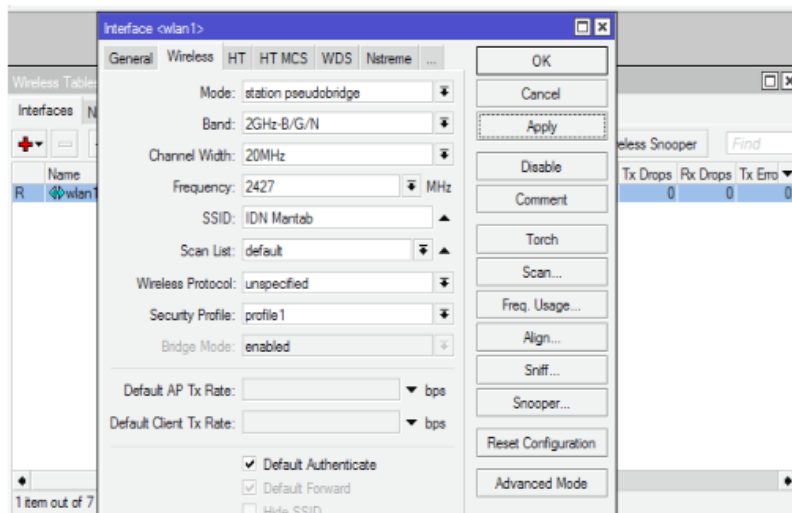 Interface <wlan1>
General Wireless HT HT MCS WDS Nstreme ...
Mode: station pseudobridge
Band: 2GHz-B/G/N
Channel Width: 20MHz
Frequency: 2427 MHz
SSID: IDN Mantab
Scan List: default
Wireless Protocol: unspecified
Security Profile: profile1
Bridge Mode: enabled
Default AP Tx Rate: bps
Default Client Tx Rate: bps
Default Authenticate
Default Forward
Hide SSID
OK
Cancel
Apply
Disable
Comment
Torch
Scan...
Freq. Usage...
Align...
Sniff...
Snooper...
Reset Configuration
Advanced Mode
Wireless Table
Interfaces N
Name
R wlan1
1 item out of 7
eless Snooper Find
Tx Drops Rx Drops Tx Erro
0 0 0